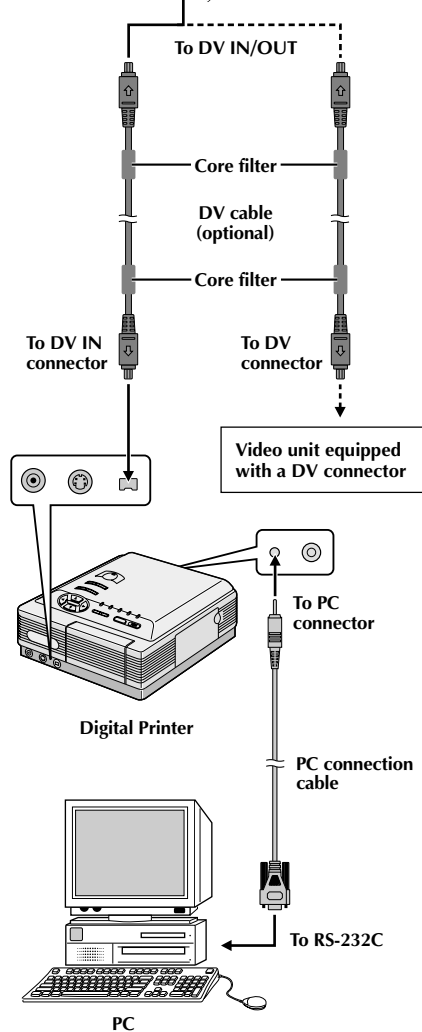 To DV IN/OUT
Core filter
DV cable
(optional)
Core filter
To DV IN
connector
To DV
connector
Video unit equipped
with a DV connector
To PC
connector
Digital Printer
PC connection
cable
To RS-232C
PC